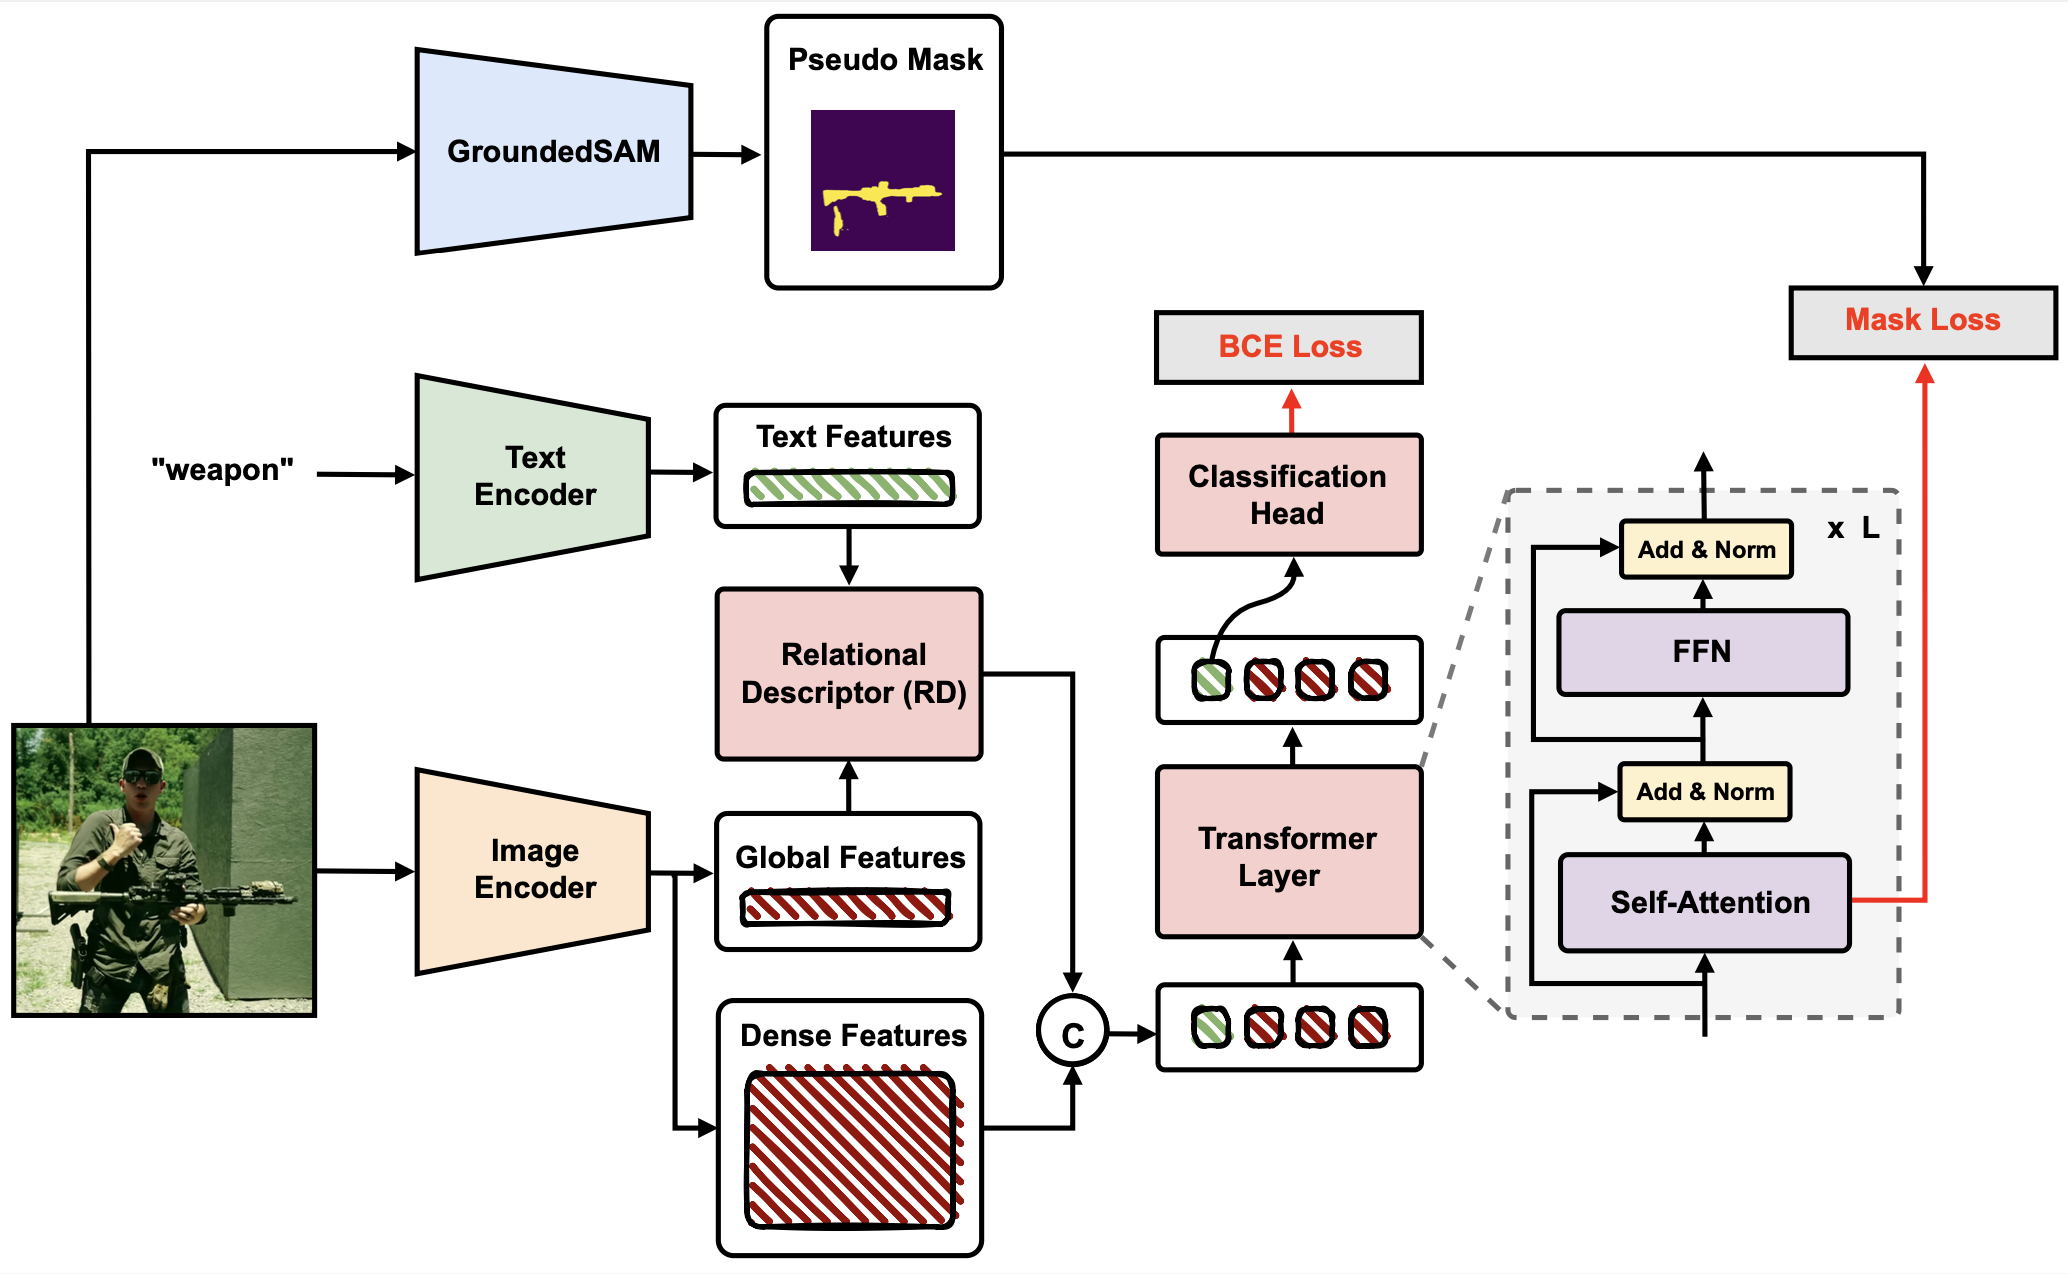 Pseudo Mask
GroundedSAM
Mask Loss
BCE Loss
"weapon"
Text
Encoder
Text Features
Classification
Head
x L
Add & Norm
FFN
Relational
Descriptor (RD)
Add & Norm
Image
Encoder
Global Features
Transformer
Layer
Self-Attention
Dense Features
C